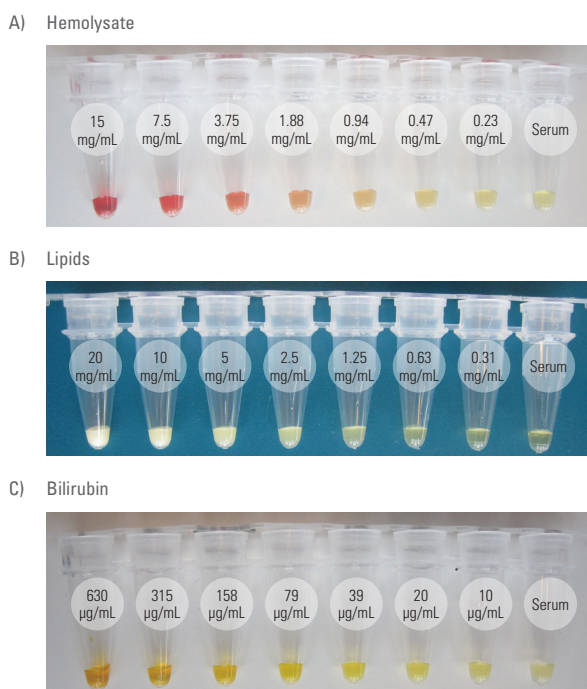 A) Hemolysate
15 mg/mL
7.5 mg/mL
3.75 mg/mL
1.88 mg/mL
0.94 mg/mL
0.47 mg/mL
0.23 mg/mL
Serum
B) Lipids
20 mg/mL
10 mg/mL
5 mg/mL
2.5 mg/mL
1.25 mg/mL
0.63 mg/mL
0.31 mg/mL
Serum
C) Bilirubin
630 µg/mL
315 µg/mL
158 µg/mL
79 µg/mL
39 µg/mL
20 µg/mL
10 µg/mL
Serum